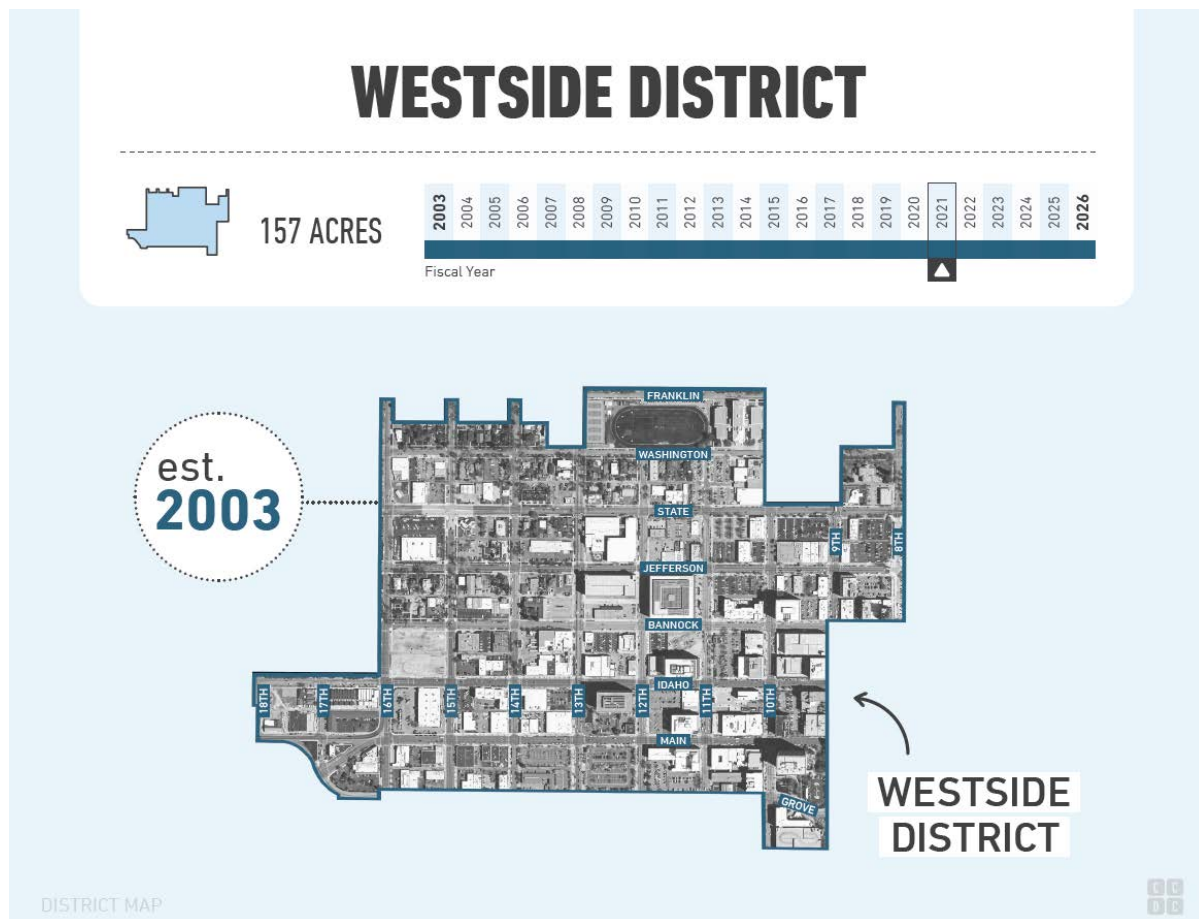 WESTSIDE DISTRICT
157 ACRES
2003 2004 2005 2006 2007 2008 2009 2010 2011 2012 2013 2014 2015 2016 2017 2018 2019 2020 2021 2022 2023 2024 2025 2026
Fiscal Year
est.
2003
FRANKLIN
WASHINGTON
STATE
9TH
8TH
JEFFERSON
BANNOCK
IDAHO
18TH
17TH
16TH
15TH
14TH
13TH
12TH
11TH
10TH
MAIN
GROVE
WESTSIDE
DISTRICT
DISTRICT MAP
CC
DC